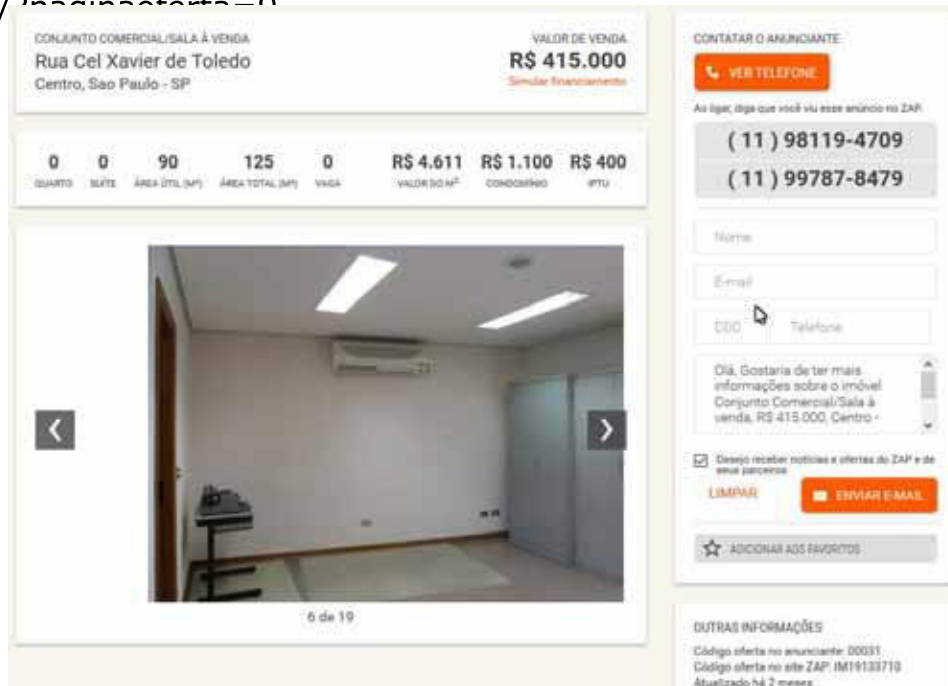 /?paginaoferta=9
CONJUNTO COMERCIAL/SALA À VENDA
Rua Cel Xavier de Toledo
Centro, Sao Paulo - SP
VALOR DE VENDA
R$ 415.000
Simular financiamento
0 0 90 125 0 R$ 4.611 R$ 1.100 R$ 400
QUARTO SUÍTE ÁREA ÚTIL (M²) ÁREA TOTAL (M²) VAGA VALOR DO M² CONDOMÍNIO IPTU
6 de 19
CONTATAR O ANUNCIANTE
VER TELEFONE
Ao ligar, diga que você viu esse anúncio no ZAP.
( 11 ) 98119-4709
( 11 ) 99787-8479
Nome
E-mail
DDD Telefone
Olá, Gostaria de ter mais
informações sobre o imóvel
Conjunto Comercial/Sala à
venda, R$ 415.000, Centro -
Desejo receber notícias e ofertas do ZAP e de
seus parceiros
LIMPAR ENVIAR E-MAIL
ADICIONAR AOS FAVORITOS
OUTRAS INFORMAÇÕES
Código oferta no anunciante: 00031
Código oferta no site ZAP: IM19133710
Atualizado há 2 meses